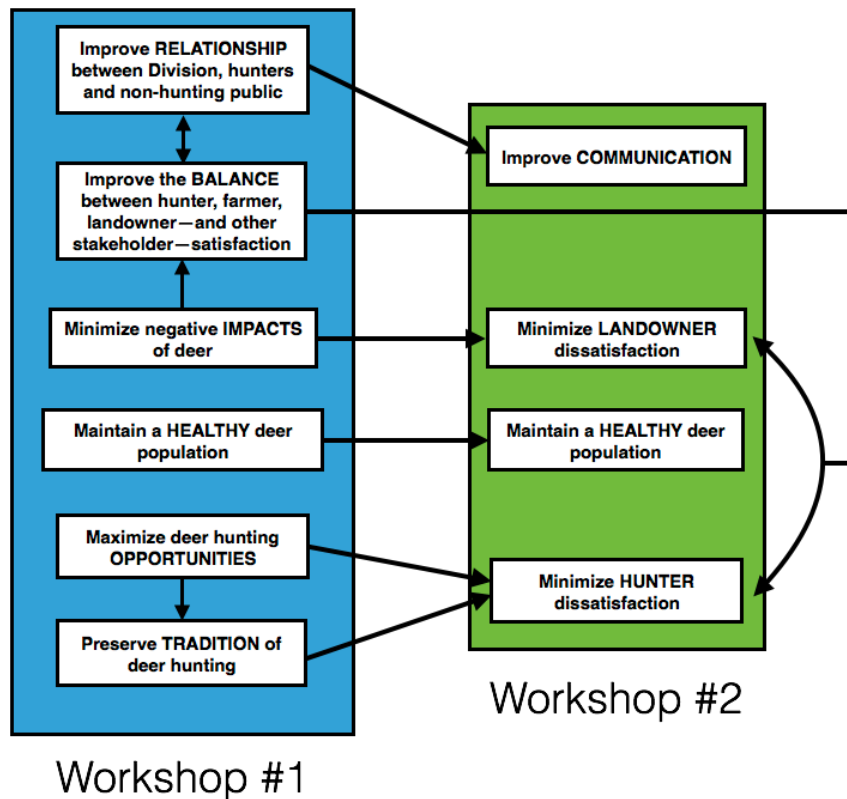 Improve RELATIONSHIP
between Division, hunters
and non-hunting public
Improve the BALANCE
between hunter, farmer,
landowner—and other
stakeholder—satisfaction
Minimize negative IMPACTS
of deer
Maintain a HEALTHY deer
population
Maximize deer hunting
OPPORTUNITIES
Preserve TRADITION of
deer hunting
Workshop #1
Improve COMMUNICATION
Minimize LANDOWNER
dissatisfaction
Maintain a HEALTHY deer
population
Minimize HUNTER
dissatisfaction
Workshop #2